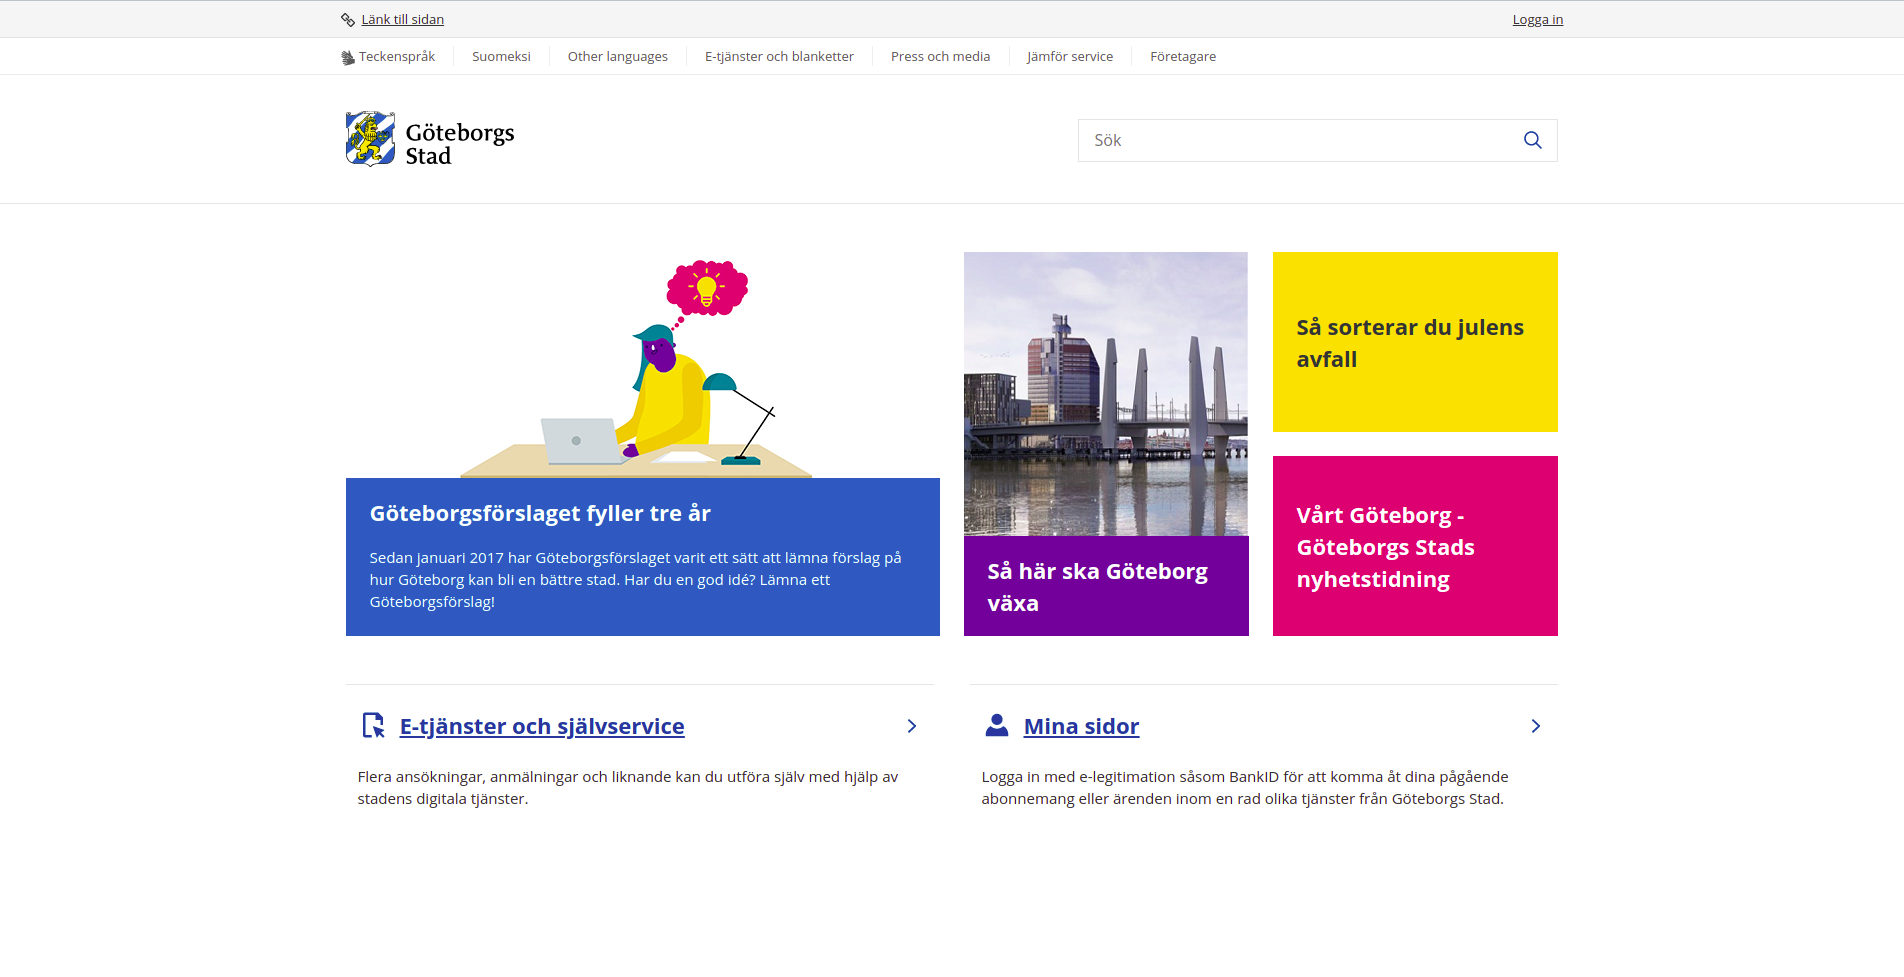 Länk till sidan
Logga in
Teckenspråk
Suomeksi
Other languages
E-tjänster och blanketter
Press och media
Jämför service
Företagare
Göteborgs
Stad
Sök
Göteborgsförslaget fyller tre år
Sedan januari 2017 har Göteborgsförslaget varit ett sätt att lämna förslag på
hur Göteborg kan bli en bättre stad. Har du en god idé? Lämna ett
Göteborgsförslag!
Så här ska Göteborg
växa
Så sorterar du julens
avfall
Vårt Göteborg -
Göteborgs Stads
nyhetstidning
E-tjänster och självservice
Flera ansökningar, anmälningar och liknande kan du utföra själv med hjälp av
stadens digitala tjänster.
Mina sidor
Logga in med e-legitimation såsom BankID för att komma åt dina pågående
abonnemang eller ärenden inom en rad olika tjänster från Göteborgs Stad.